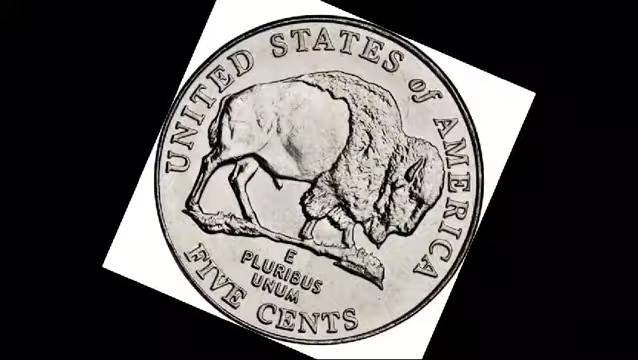 UNITED STATES of AMERICA
E
PLURIBUS
UNUM
FIVE CENTS